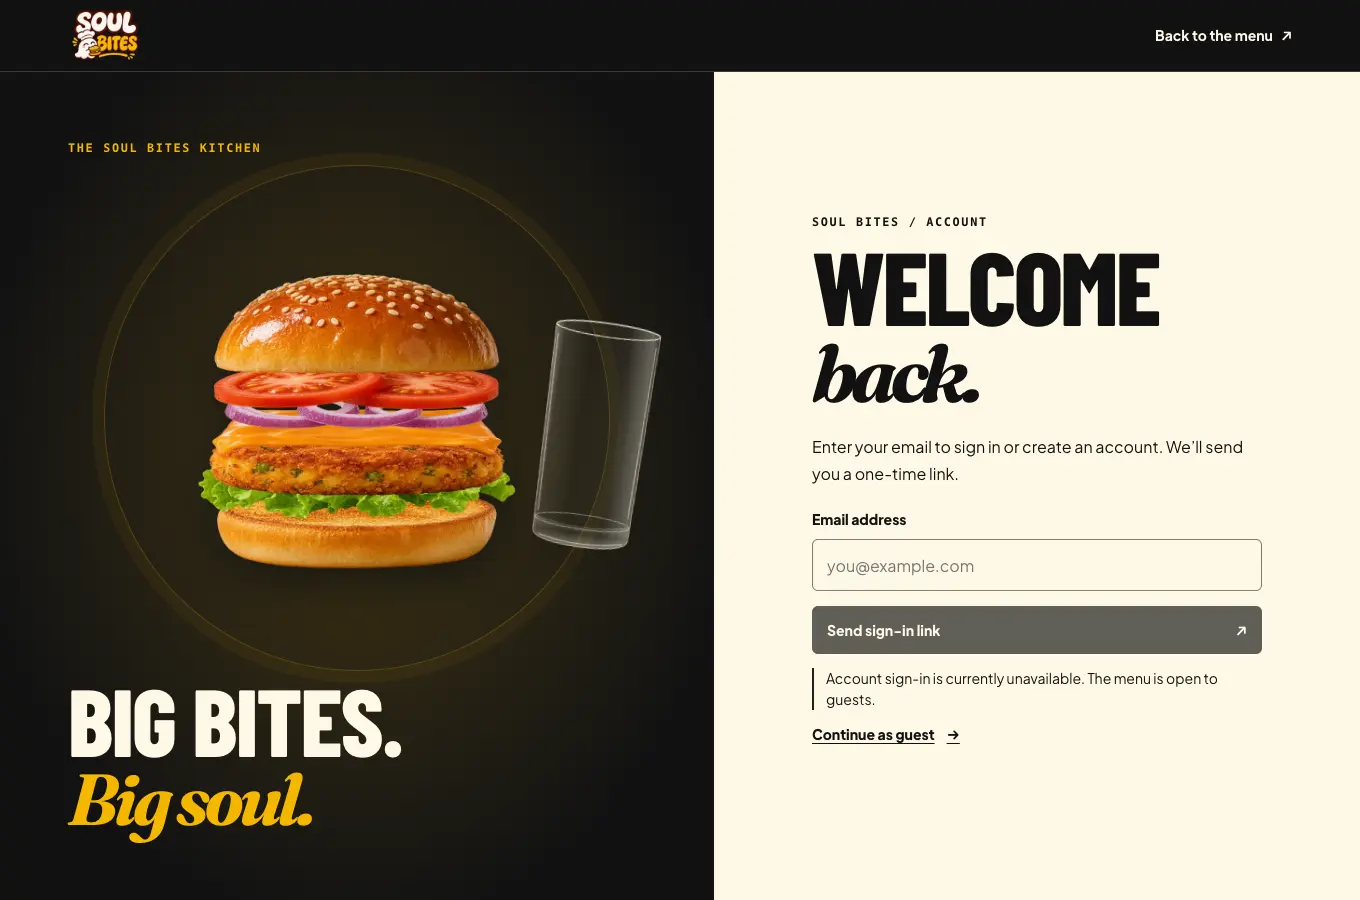 SOUL
BITES
Back to the menu ↗
THE SOUL BITES KITCHEN
BIG BITES.
Big soul.
SOUL BITES / ACCOUNT
WELCOME
back.
Enter your email to sign in or create an account. We’ll send
you a one-time link.
Email address
you@example.com
Send sign-in link ↗
Account sign-in is currently unavailable. The menu is open to
guests.
Continue as guest →